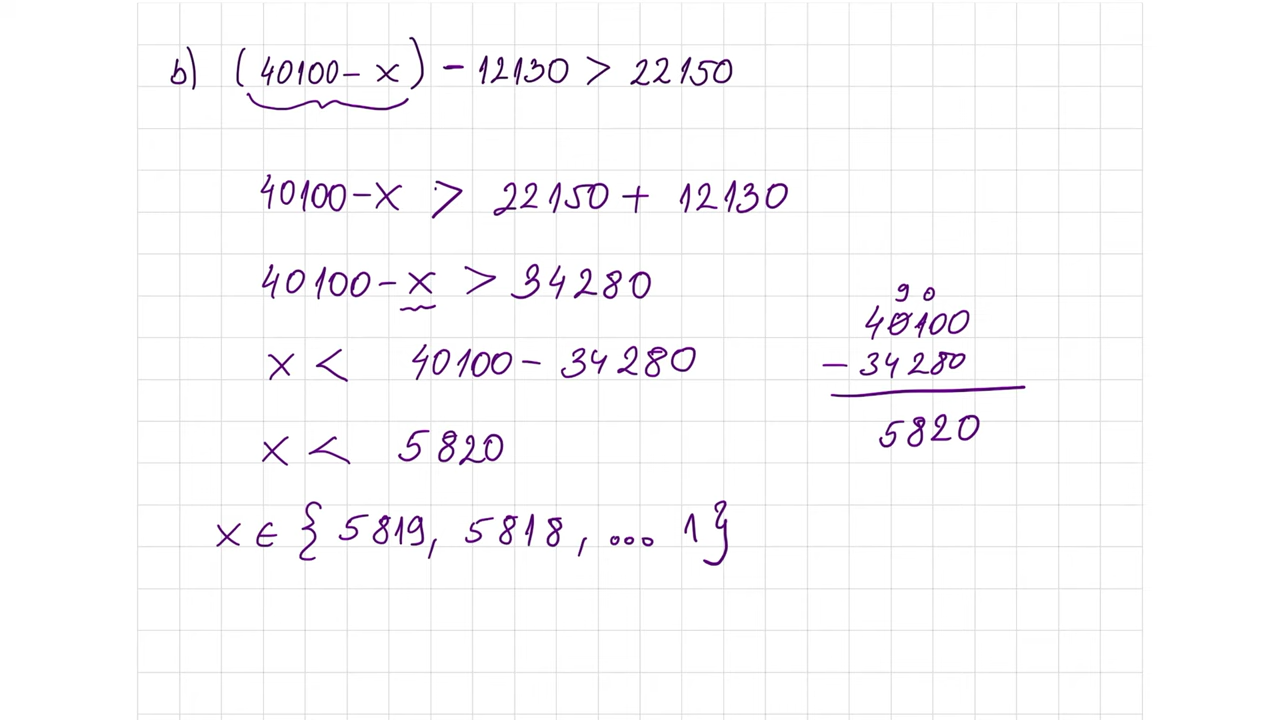 b) (40100 - x) - 12130 > 22150
40100 - x > 22150 + 12130
40100 - x > 34280
x < 40100 - 34280
x < 5820
x ∈ {5819, 5818, ... 1}
9 0
40100
- 34280
5820